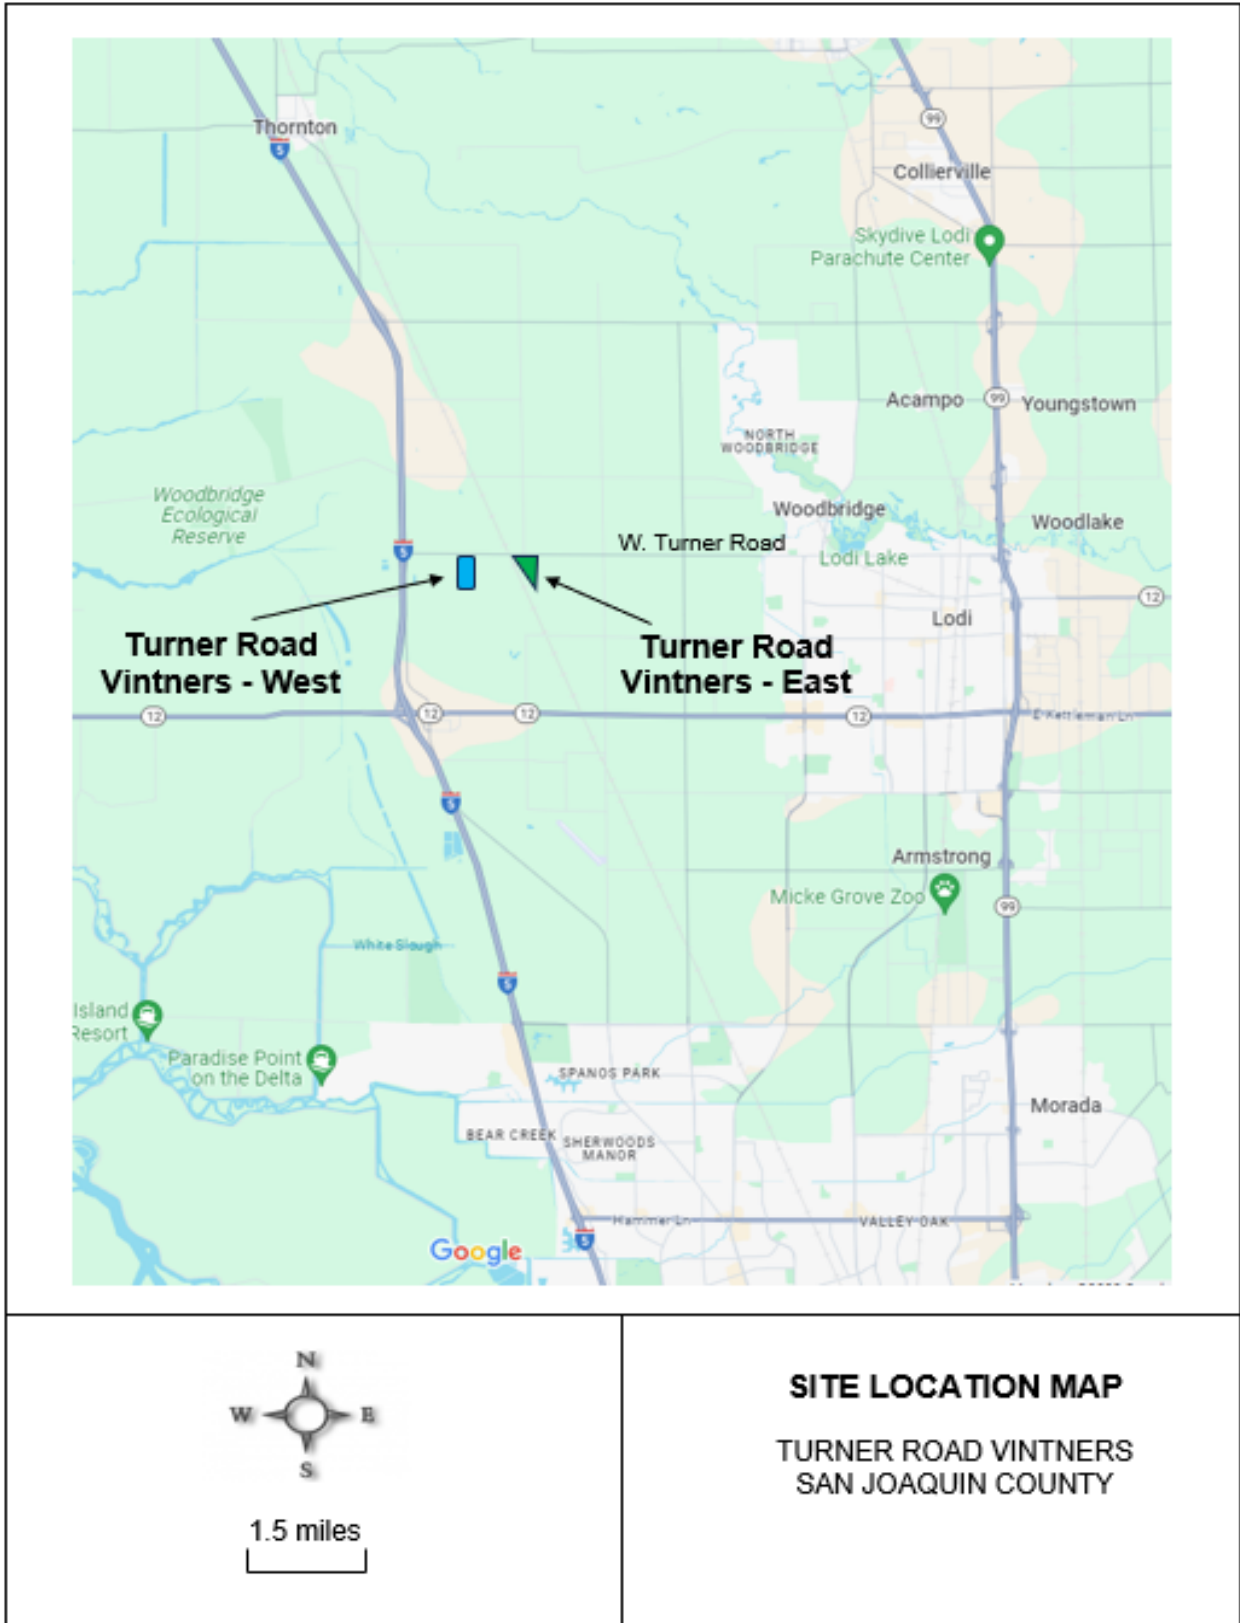 Thornton
5
99
Collierville
Skydive Lodi
Parachute Center
Acampo
99
Youngstown
NORTH
WOODBRIDGE
Woodbridge
Ecological
Reserve
Woodbridge
Woodlake
5
W. Turner Road
Lodi Lake
12
Lodi
Turner Road
Vintners - West
Turner Road
Vintners - East
12
12
12
12
E Kettleman Ln
5
Armstrong
Micke Grove Zoo
99
White Slough
5
Island
Resort
Paradise Point
on the Delta
SPANOS PARK
Morada
BEAR CREEK
SHERWOODS
MANOR
Hammer Ln
VALLEY OAK
5
Google
N
W
E
S
1.5 miles
SITE LOCATION MAP
TURNER ROAD VINTNERS
SAN JOAQUIN COUNTY